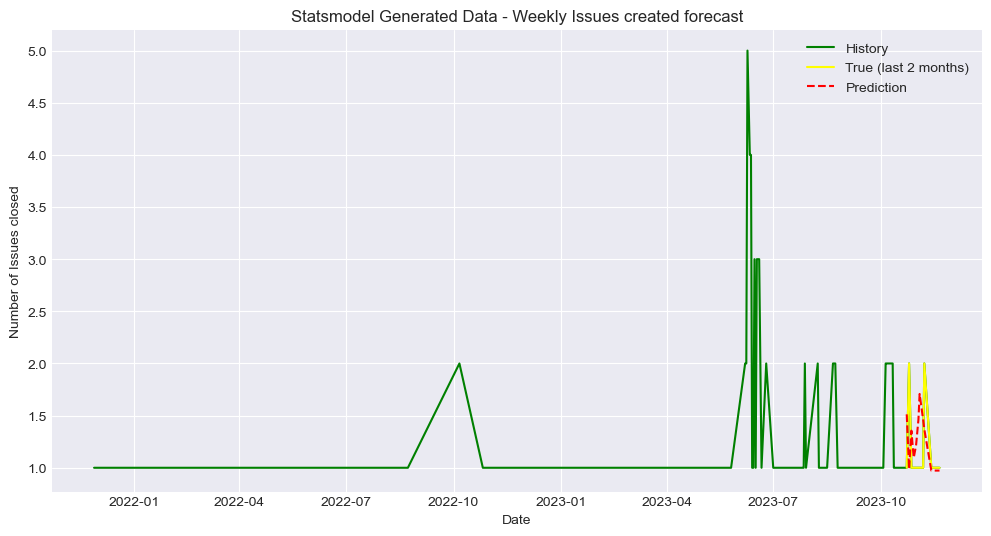 Statsmodel Generated Data - Weekly Issues created forecast
History
True (last 2 months)
Prediction
Number of Issues closed
5.0
4.5
4.0
3.5
3.0
2.5
2.0
1.5
1.0
2022-01
2022-04
2022-07
2022-10
2023-01
2023-04
2023-07
2023-10
Date